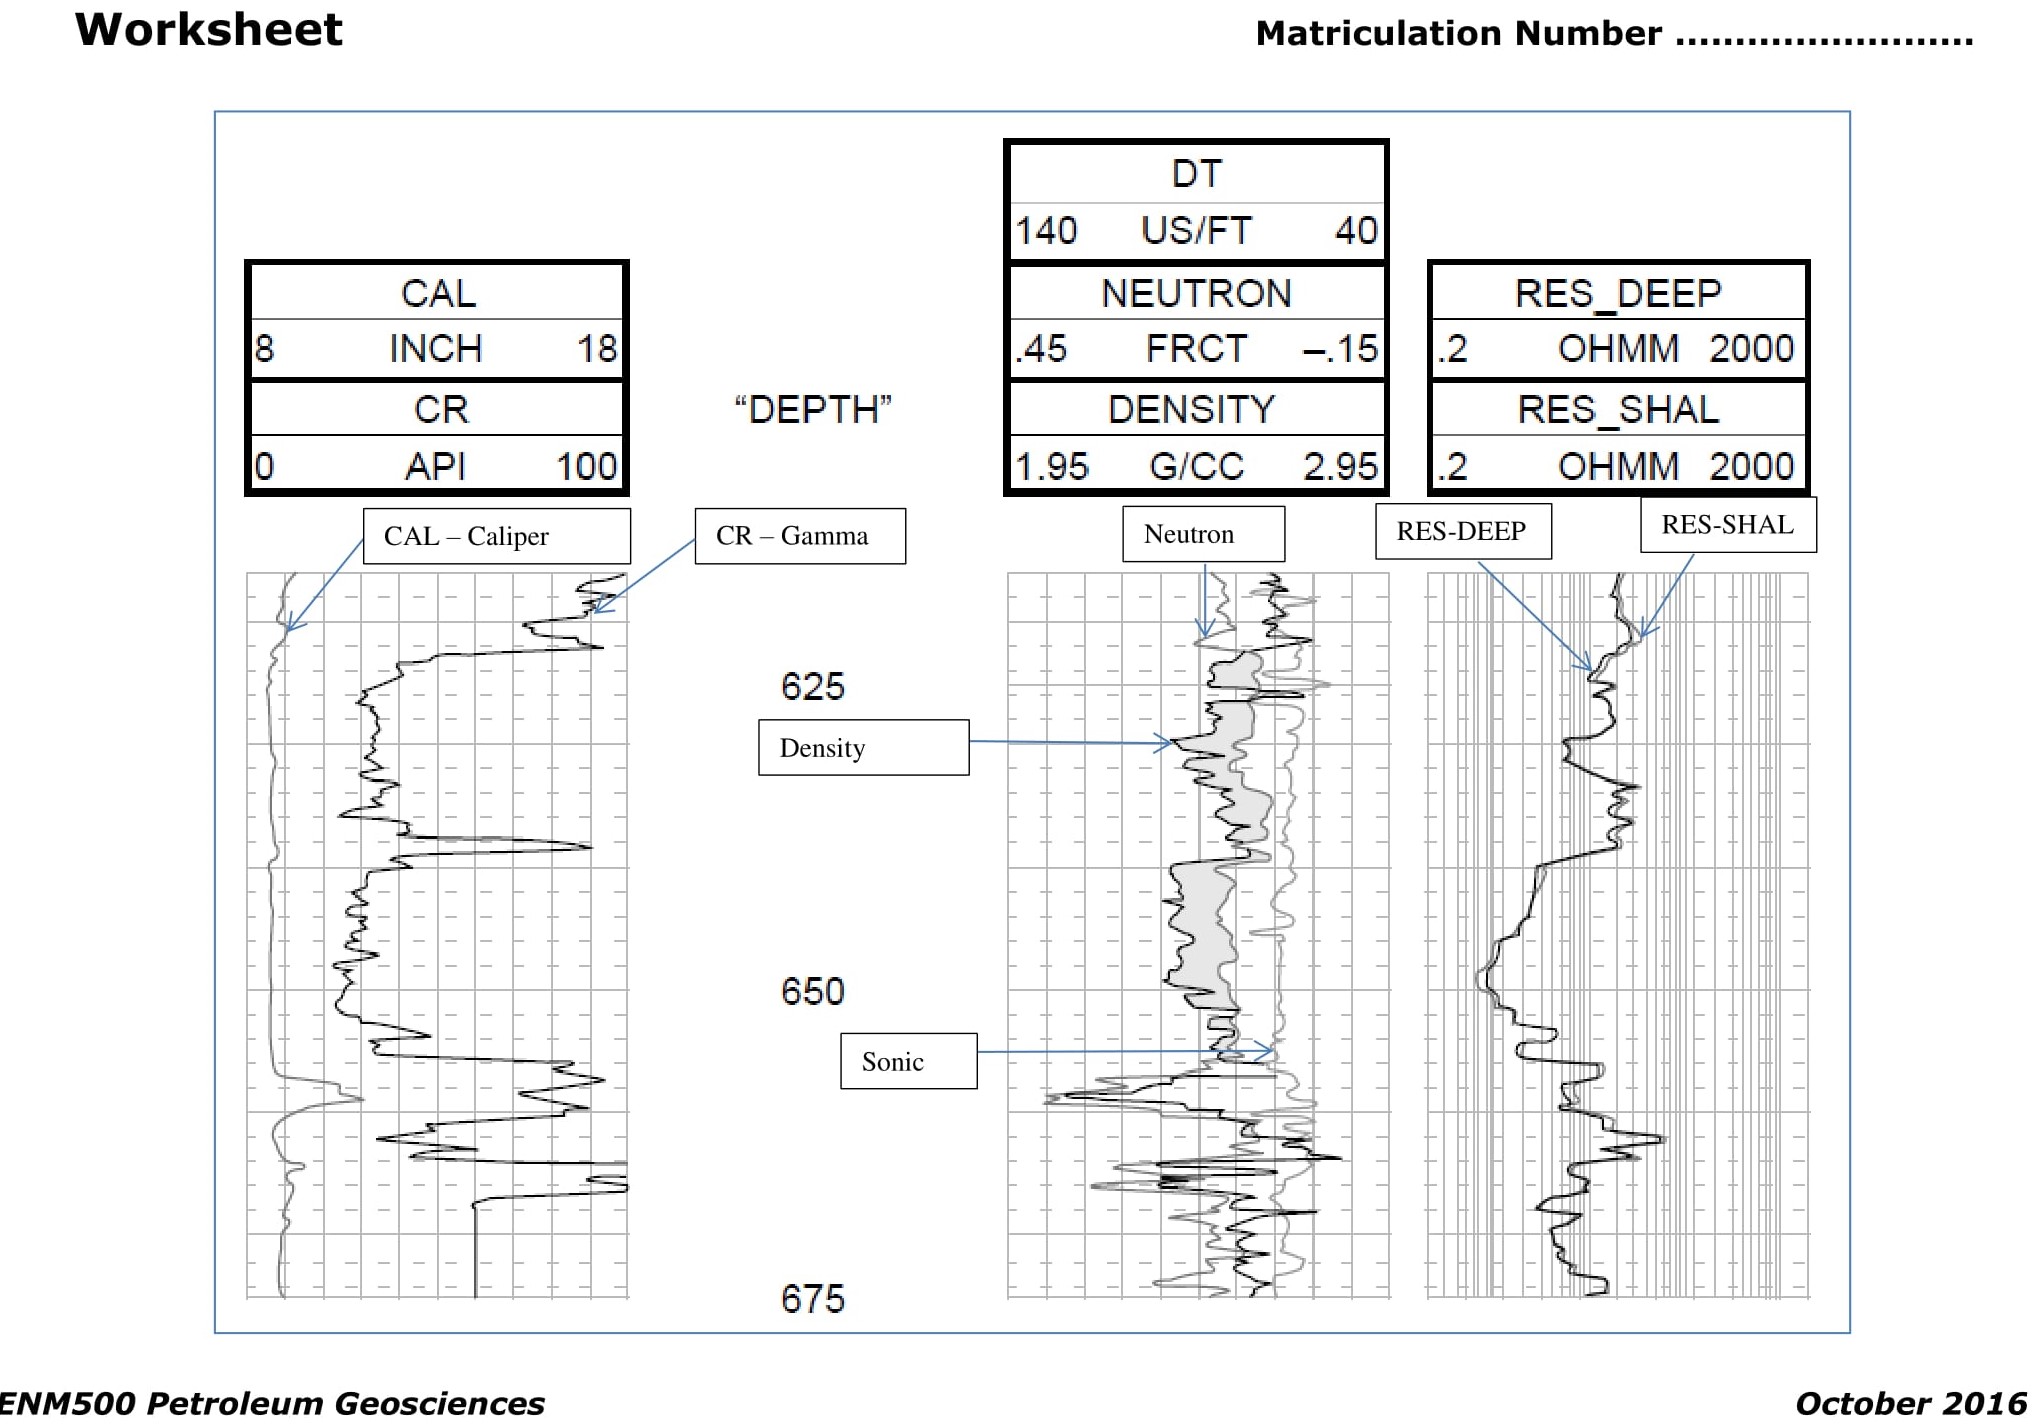 Worksheet
Matriculation Number .........................
DT
140 US/FT 40
CAL
NEUTRON
RES_DEEP
8 INCH 18
.45 FRCT –.15
.2 OHMM 2000
CR
“DEPTH”
DENSITY
RES_SHAL
0 API 100
1.95 G/CC 2.95
.2 OHMM 2000
CAL – Caliper
CR – Gamma
Neutron
RES-DEEP
RES-SHAL
625
Density
650
Sonic
675
ENM500 Petroleum Geosciences
October 2016